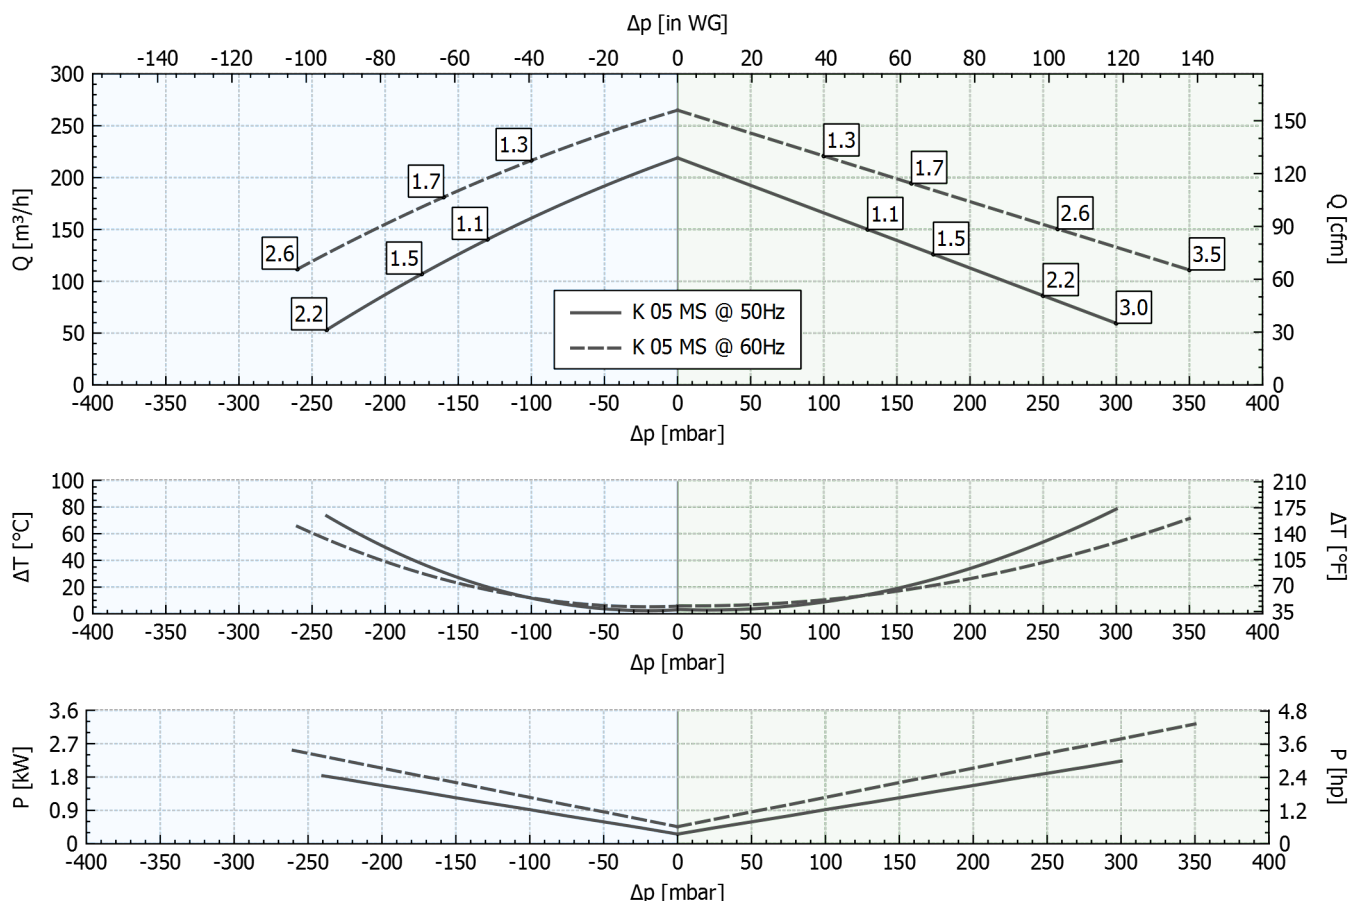 Δp [in WG]
-140 -120 -100 -80 -60 -40 -20 0 20 40 60 80 100 120 140
300
250
200
150
100
50
0
Q [m³/h]
150
120
90
60
30
0
Q [cfm]
2.6 1.7 1.3 1.3 1.7 2.6 3.5
2.2 1.5 1.1 1.1 1.5 2.2 3.0
K 05 MS @ 50Hz
K 05 MS @ 60Hz
-400 -350 -300 -250 -200 -150 -100 -50 0 50 100 150 200 250 300 350 400
Δp [mbar]
100
80
60
40
20
0
ΔT [°C]
210
175
140
105
70
35
ΔT [°F]
-400 -350 -300 -250 -200 -150 -100 -50 0 50 100 150 200 250 300 350 400
Δp [mbar]
3.6
2.7
1.8
0.9
0
P [kW]
4.8
3.6
2.4
1.2
0
P [hp]
-400 -350 -300 -250 -200 -150 -100 -50 0 50 100 150 200 250 300 350 400
Δp [mbar]